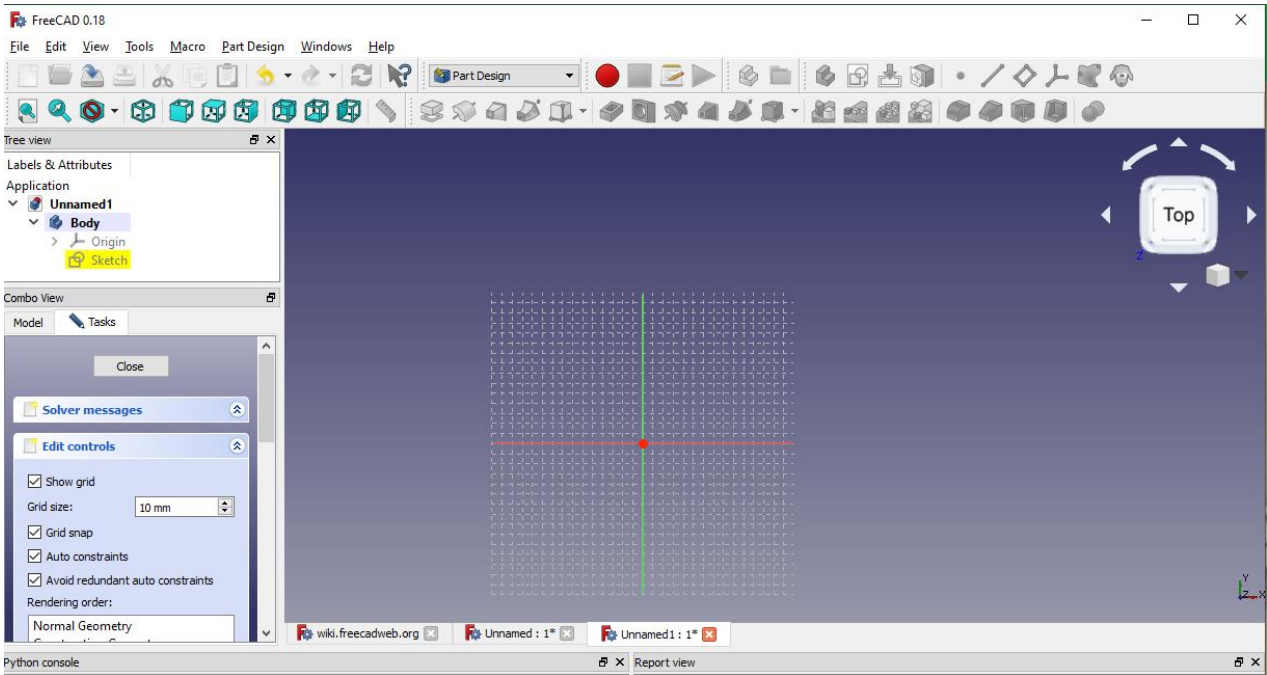 FreeCAD 0.18
File Edit View Tools Macro Part Design Windows Help
Part Design
Tree view
Labels & Attributes
Application
Unnamed1
Body
Origin
Sketch
Combo View
Model Tasks
Close
Solver messages
Edit controls
Show grid
Grid size: 10 mm
Grid snap
Auto constraints
Avoid redundant auto constraints
Rendering order:
Normal Geometry
Top
Z
Y
Z X
wiki.freecadweb.org Unnamed : 1* Unnamed1 : 1*
Python console Report view